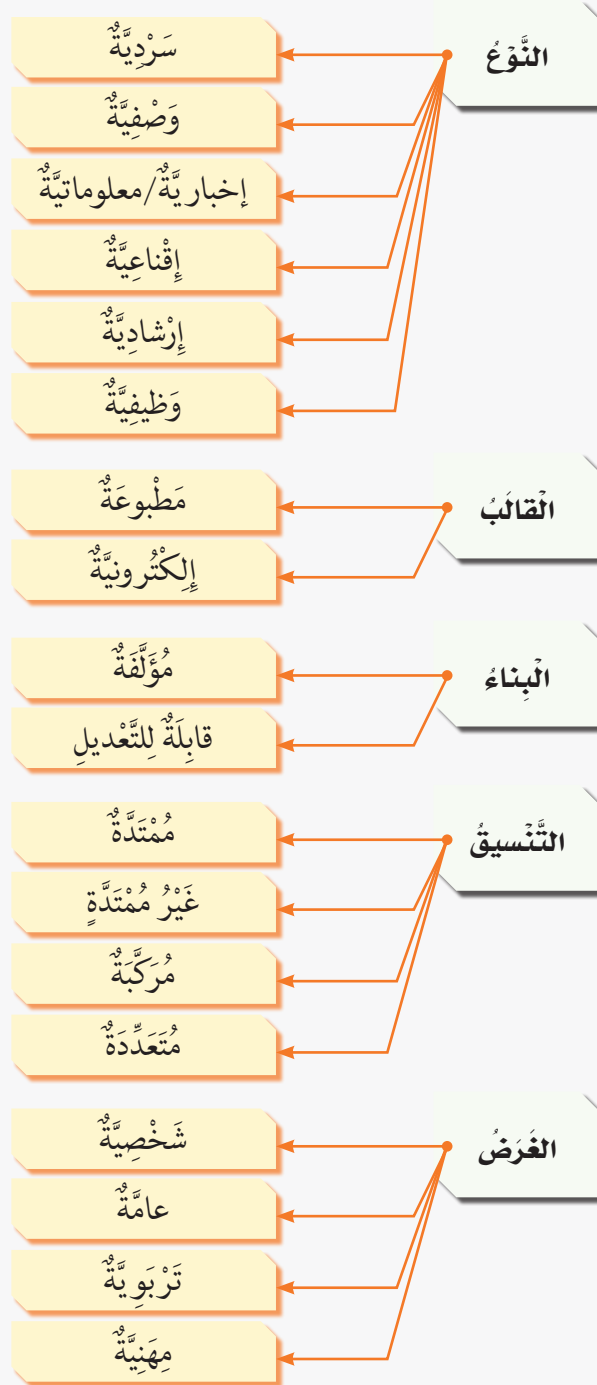 النَّوْعُ
سَرْدِيَّةٌ
وَصْفِيَّةٌ
إخباريَّةٌ/معلوماتيَّةٌ
إِقْناعِيَّةٌ
إِرْشادِيَّةٌ
وَظيفِيَّةٌ
الْقالَبُ
مَطْبوعَةٌ
إِلِكْتُرونيَّةٌ
الْبِناءُ
مُؤَلَّفَةٌ
قابِلَةٌ لِلتَّعْديلِ
التَّنْسيقُ
مُمْتَدَّةٌ
غَيْرُ مُمْتَدَّةٍ
مُرَكَّبَةٌ
مُتَعَدِّدَةٌ
الغَرَضُ
شَخْصِيَّةٌ
عامَّةٌ
تَرْبَوِيَّةٌ
مِهَنِيَّةٌ